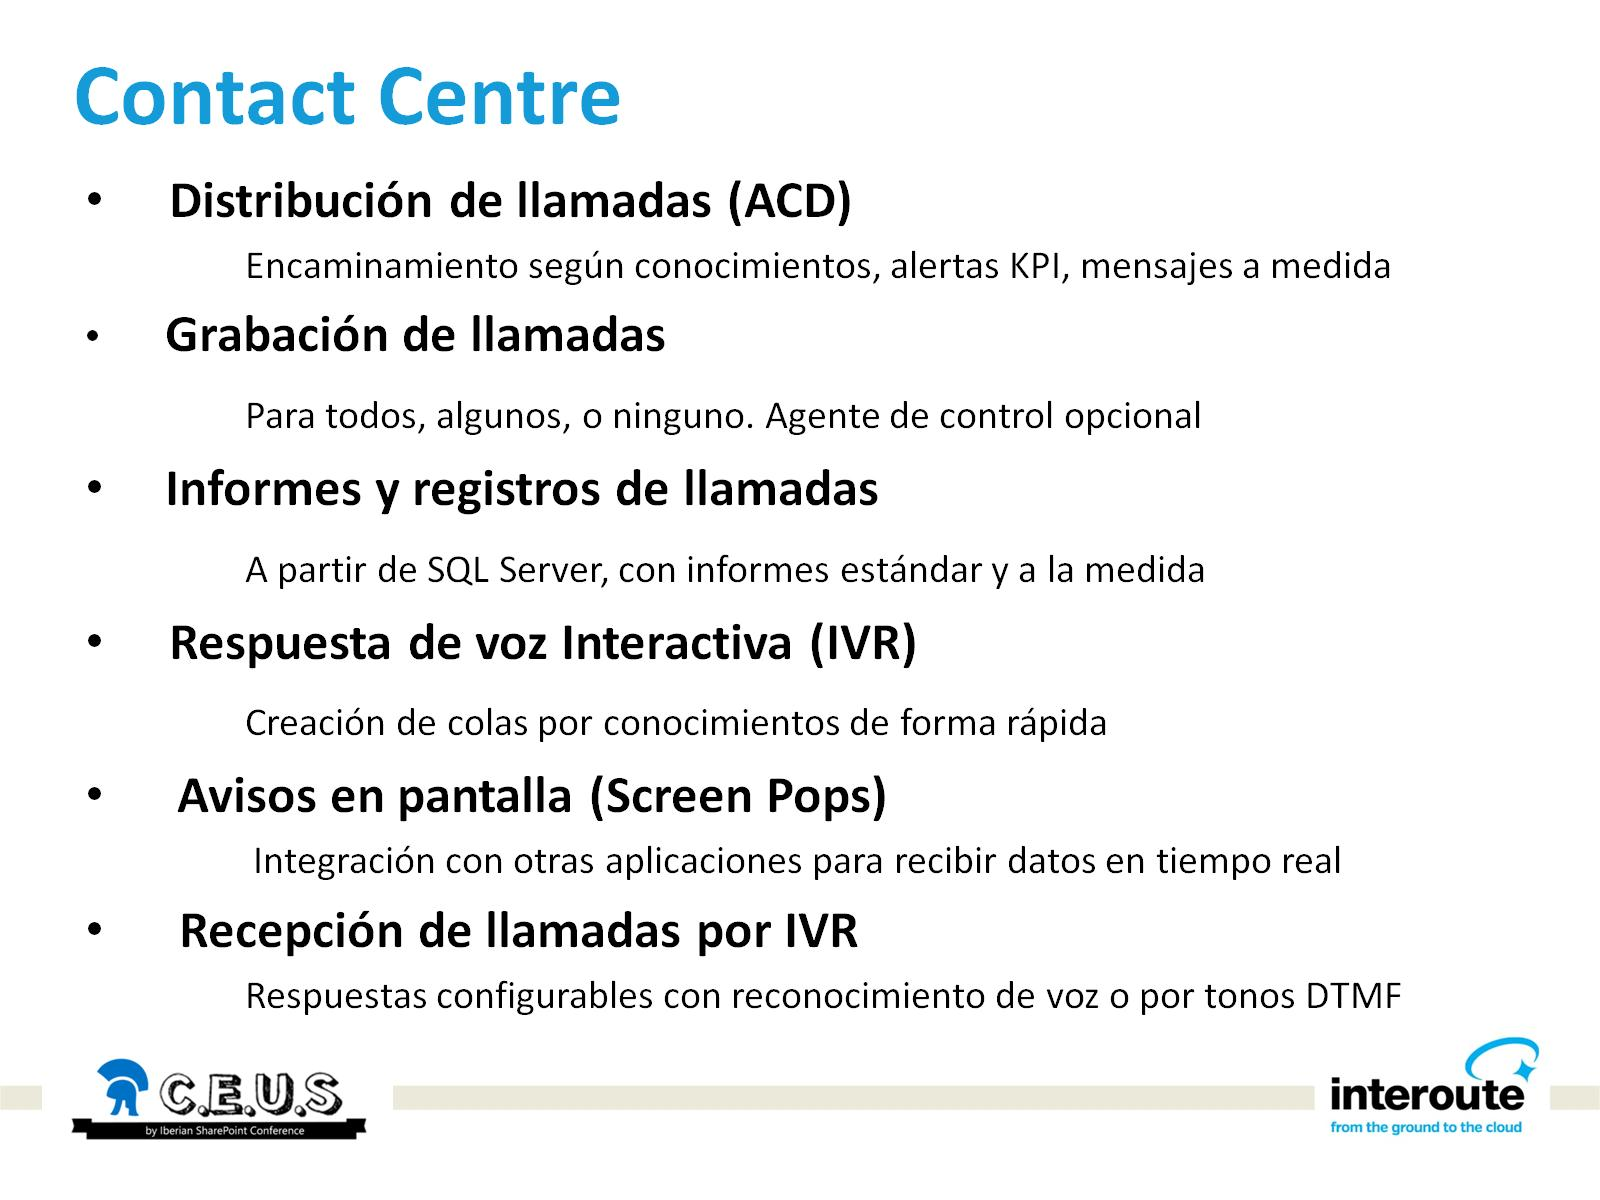 Contact Centre
• Distribución de llamadas (ACD)
Encaminamiento según conocimientos, alertas KPI, mensajes a medida
• Grabación de llamadas
Para todos, algunos, o ninguno. Agente de control opcional
• Informes y registros de llamadas
A partir de SQL Server, con informes estándar y a la medida
• Respuesta de voz Interactiva (IVR)
Creación de colas por conocimientos de forma rápida
• Avisos en pantalla (Screen Pops)
Integración con otras aplicaciones para recibir datos en tiempo real
• Recepción de llamadas por IVR
Respuestas configurables con reconocimiento de voz o por tonos DTMF
C.E.U.S
by Iberian SharePoint Conference
interoute
from the ground to the cloud